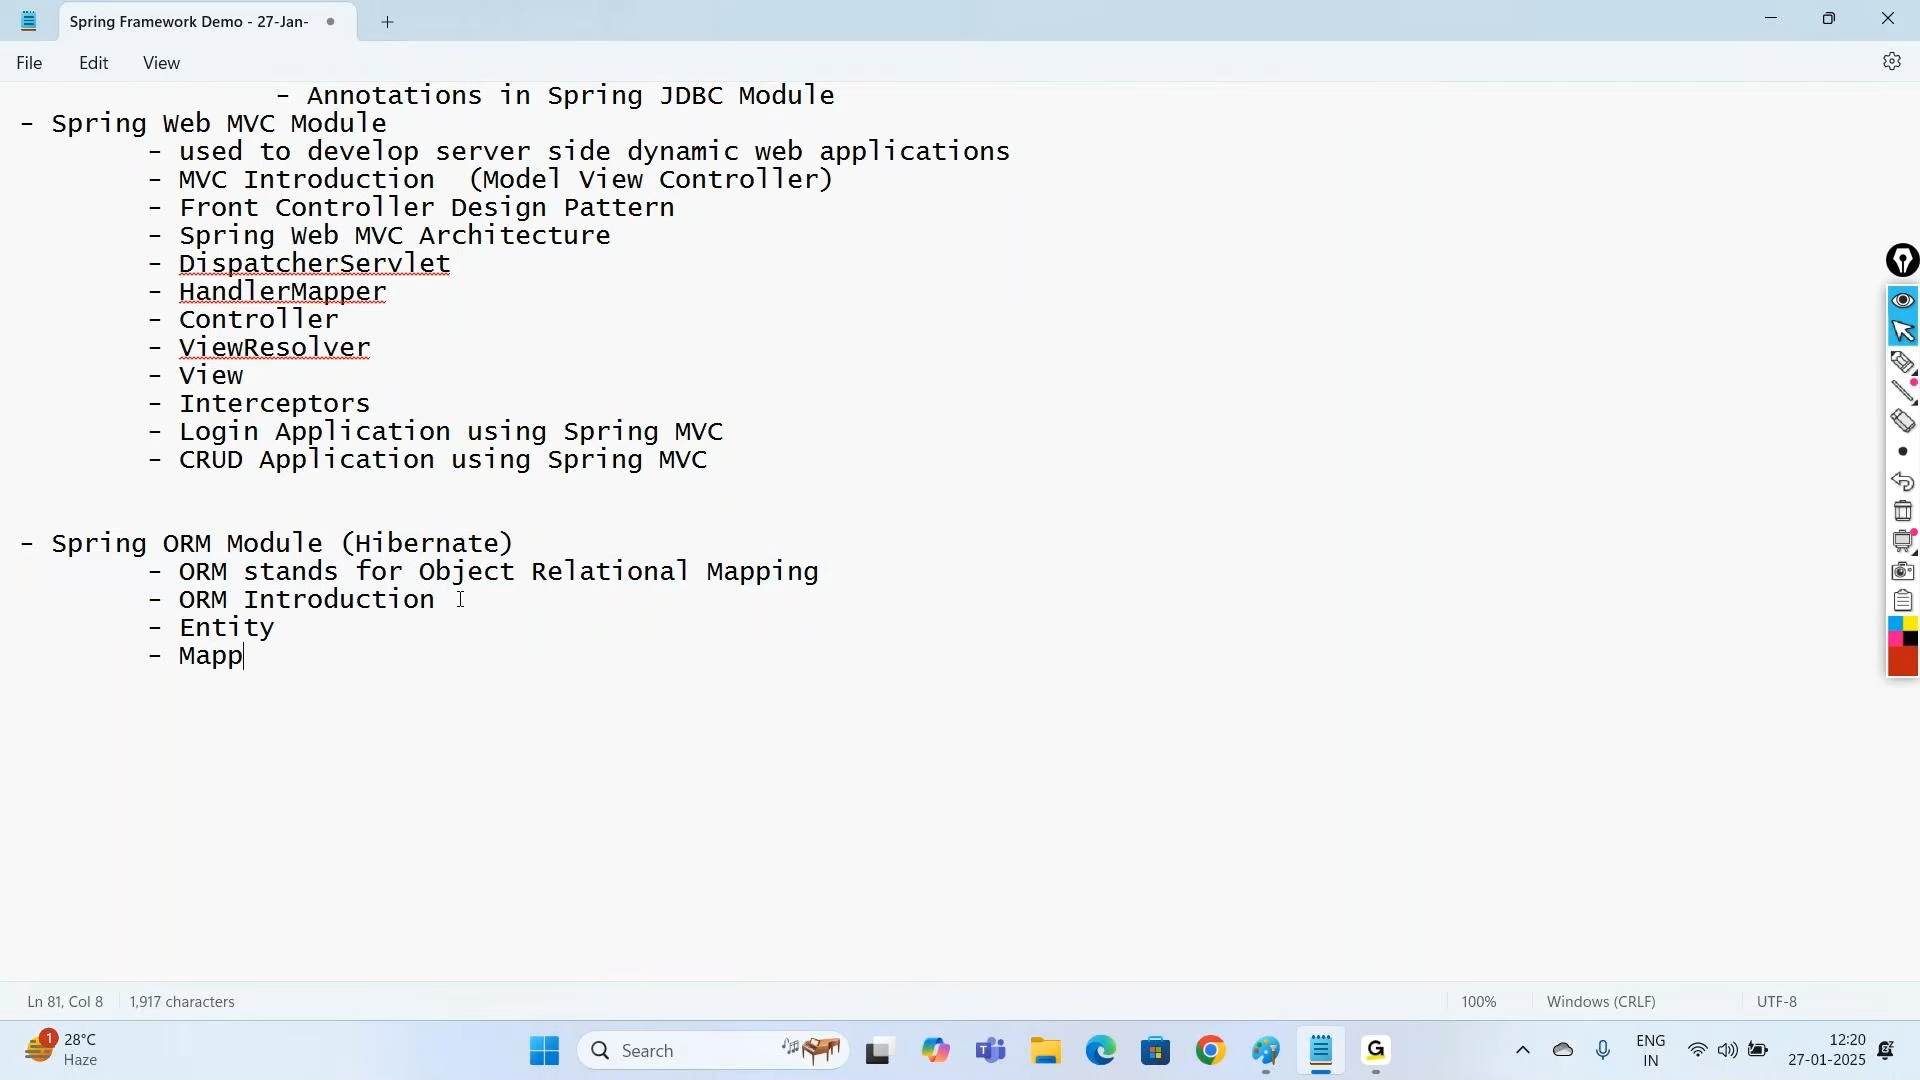 Spring Framework Demo - 27-Jan-
File Edit View
- Annotations in Spring JDBC Module
- Spring Web MVC Module
- used to develop server side dynamic web applications
- MVC Introduction (Model View Controller)
- Front Controller Design Pattern
- Spring Web MVC Architecture
- DispatcherServlet
- HandlerMapper
- Controller
- ViewResolver
- View
- Interceptors
- Login Application using Spring MVC
- CRUD Application using Spring MVC
- Spring ORM Module (Hibernate)
- ORM stands for Object Relational Mapping
- ORM Introduction
- Entity
- Mapp
Ln 81, Col 8 1,917 characters 100% Windows (CRLF) UTF-8
1 28°C
Haze
Search
ENG
IN
12:20
27-01-2025